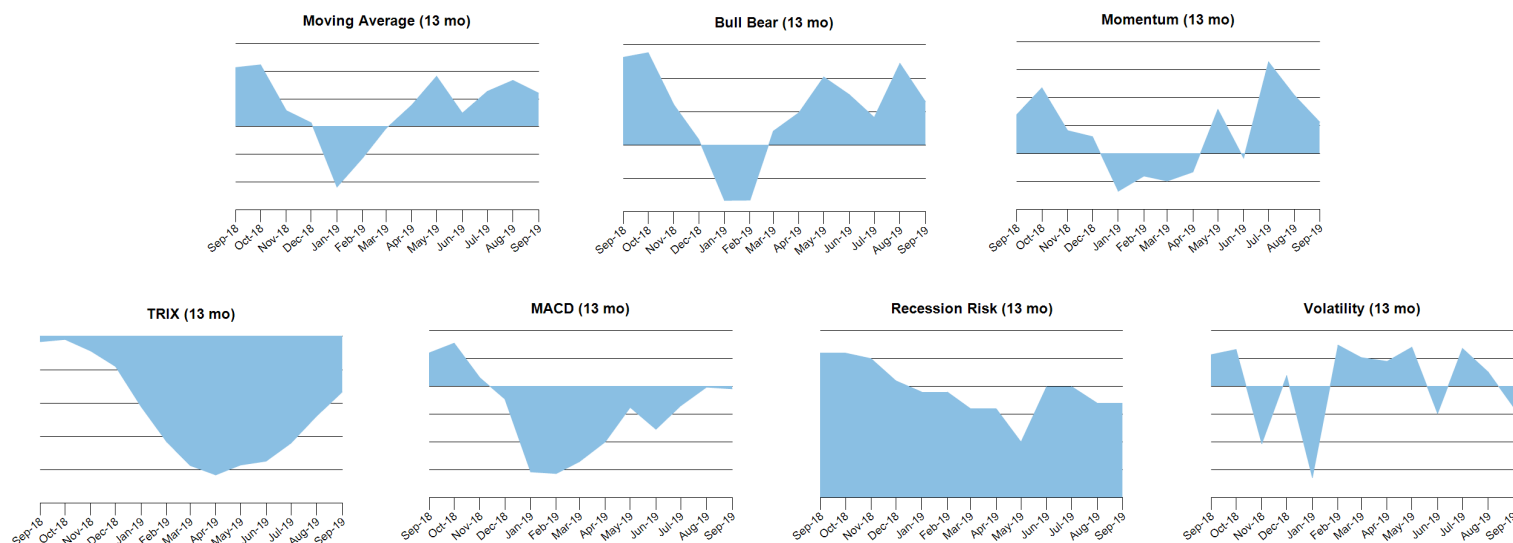 Moving Average (13 mo)
Sep-18 Oct-18 Nov-18 Dec-18 Jan-19 Feb-19 Mar-19 Apr-19 May-19 Jun-19 Jul-19 Aug-19 Sep-19
Bull Bear (13 mo)
Sep-18 Oct-18 Nov-18 Dec-18 Jan-19 Feb-19 Mar-19 Apr-19 May-19 Jun-19 Jul-19 Aug-19 Sep-19
Momentum (13 mo)
Sep-18 Oct-18 Nov-18 Dec-18 Jan-19 Feb-19 Mar-19 Apr-19 May-19 Jun-19 Jul-19 Aug-19 Sep-19
TRIX (13 mo)
Sep-18 Oct-18 Nov-18 Dec-18 Jan-19 Feb-19 Mar-19 Apr-19 May-19 Jun-19 Jul-19 Aug-19 Sep-19
MACD (13 mo)
Sep-18 Oct-18 Nov-18 Dec-18 Jan-19 Feb-19 Mar-19 Apr-19 May-19 Jun-19 Jul-19 Aug-19 Sep-19
Recession Risk (13 mo)
Sep-18 Oct-18 Nov-18 Dec-18 Jan-19 Feb-19 Mar-19 Apr-19 May-19 Jun-19 Jul-19 Aug-19 Sep-19
Volatility (13 mo)
Sep-18 Oct-18 Nov-18 Dec-18 Jan-19 Feb-19 Mar-19 Apr-19 May-19 Jun-19 Jul-19 Aug-19 Sep-19